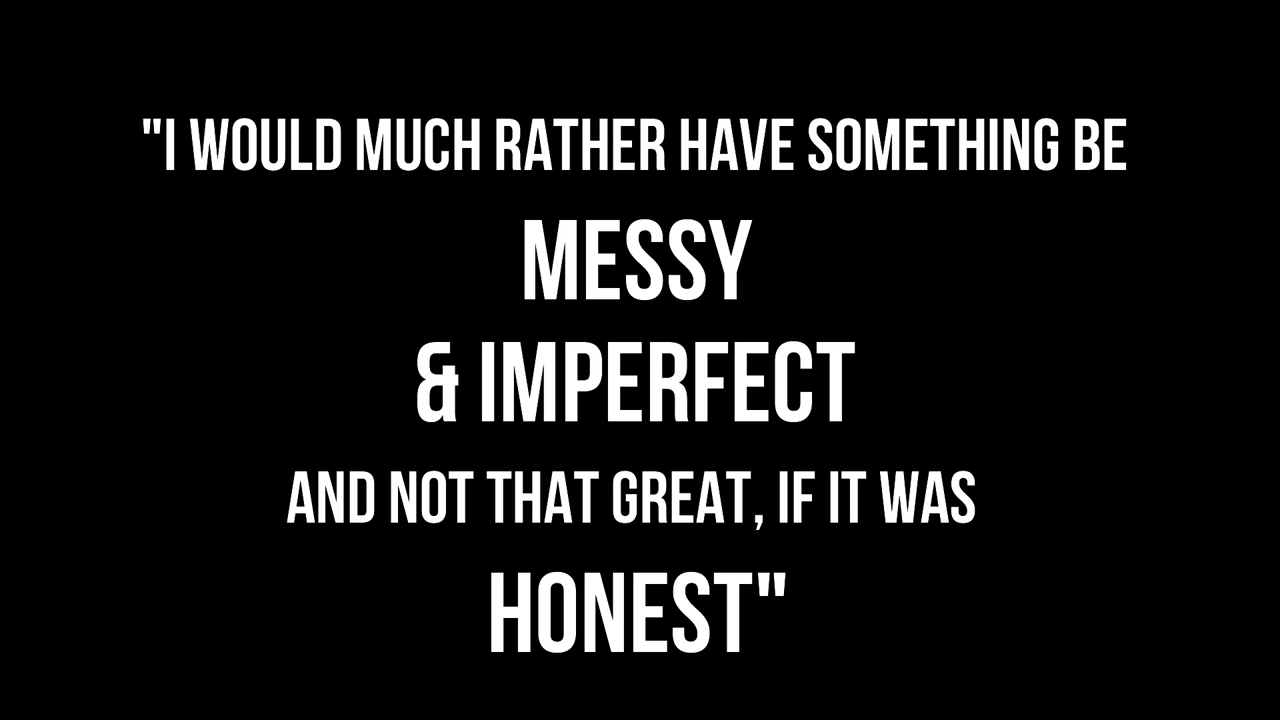 "I WOULD MUCH RATHER HAVE SOMETHING BE
MESSY
& IMPERFECT
AND NOT THAT GREAT, IF IT WAS
HONEST"